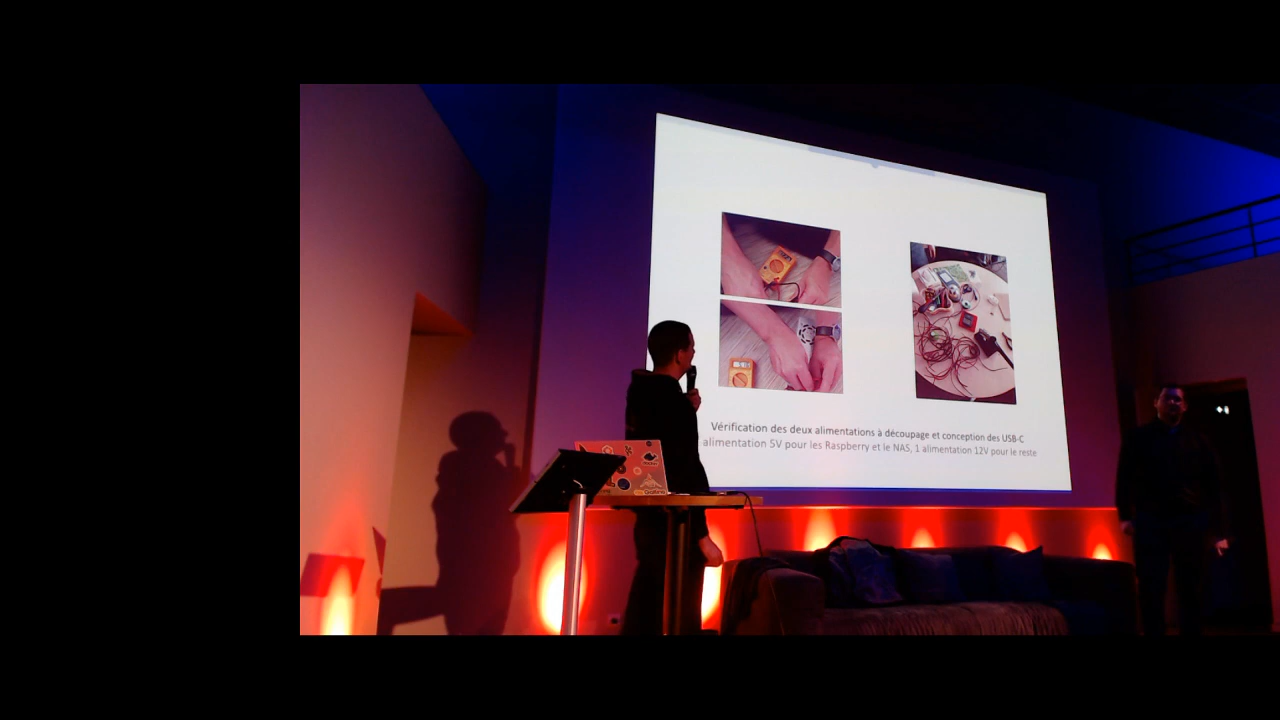 Vérification des deux alimentations à découpage et conception des USB-C
alimentation 5V pour les Raspberry et le NAS, 1 alimentation 12V pour le reste